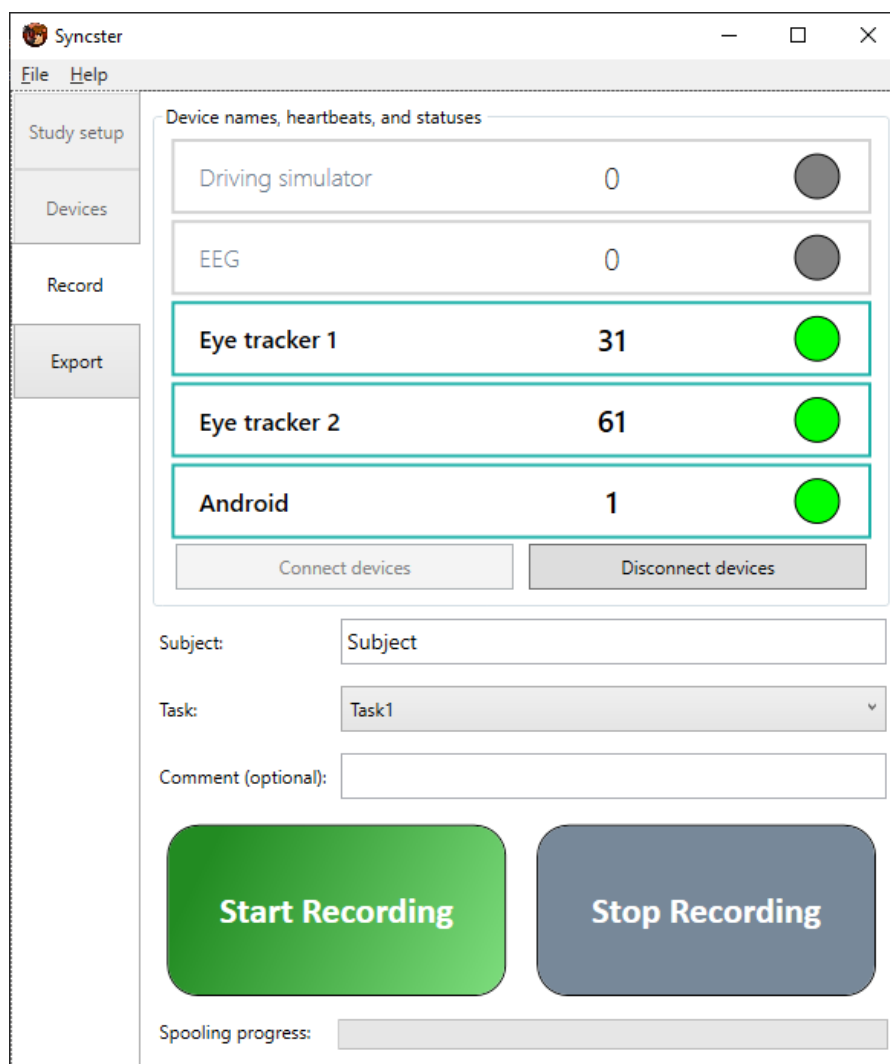 Syncster
File Help
Study setup
Devices
Record
Export
Device names, heartbeats, and statuses
Driving simulator 0
EEG 0
Eye tracker 1 31
Eye tracker 2 61
Android 1
Connect devices Disconnect devices
Subject: Subject
Task: Task1
Comment (optional):
Start Recording Stop Recording
Spooling progress: